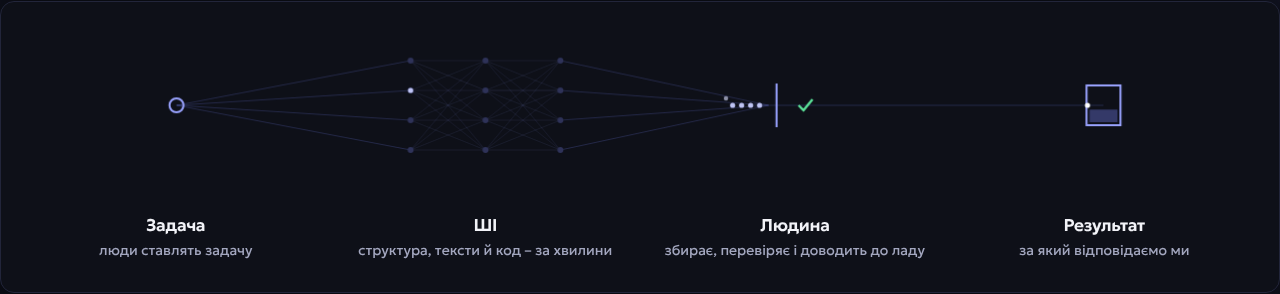 Задача
люди ставлять задачу
ШІ
структура, тексти й код – за хвилини
Людина
збирає, перевіряє і доводить до ладу
Результат
за який відповідаємо ми